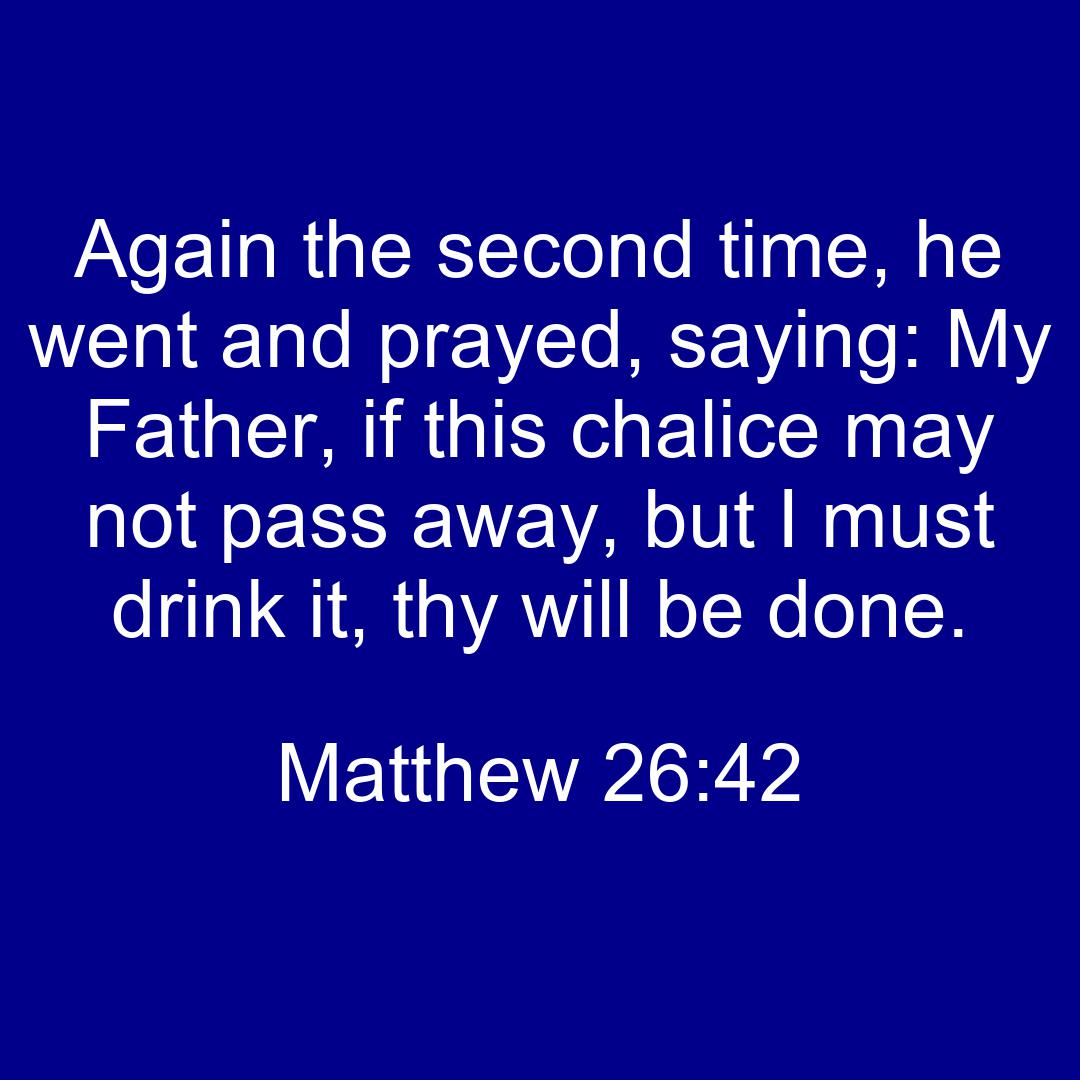 Again the second time, he
went and prayed, saying: My
Father, if this chalice may
not pass away, but I must
drink it, thy will be done.
Matthew 26:42